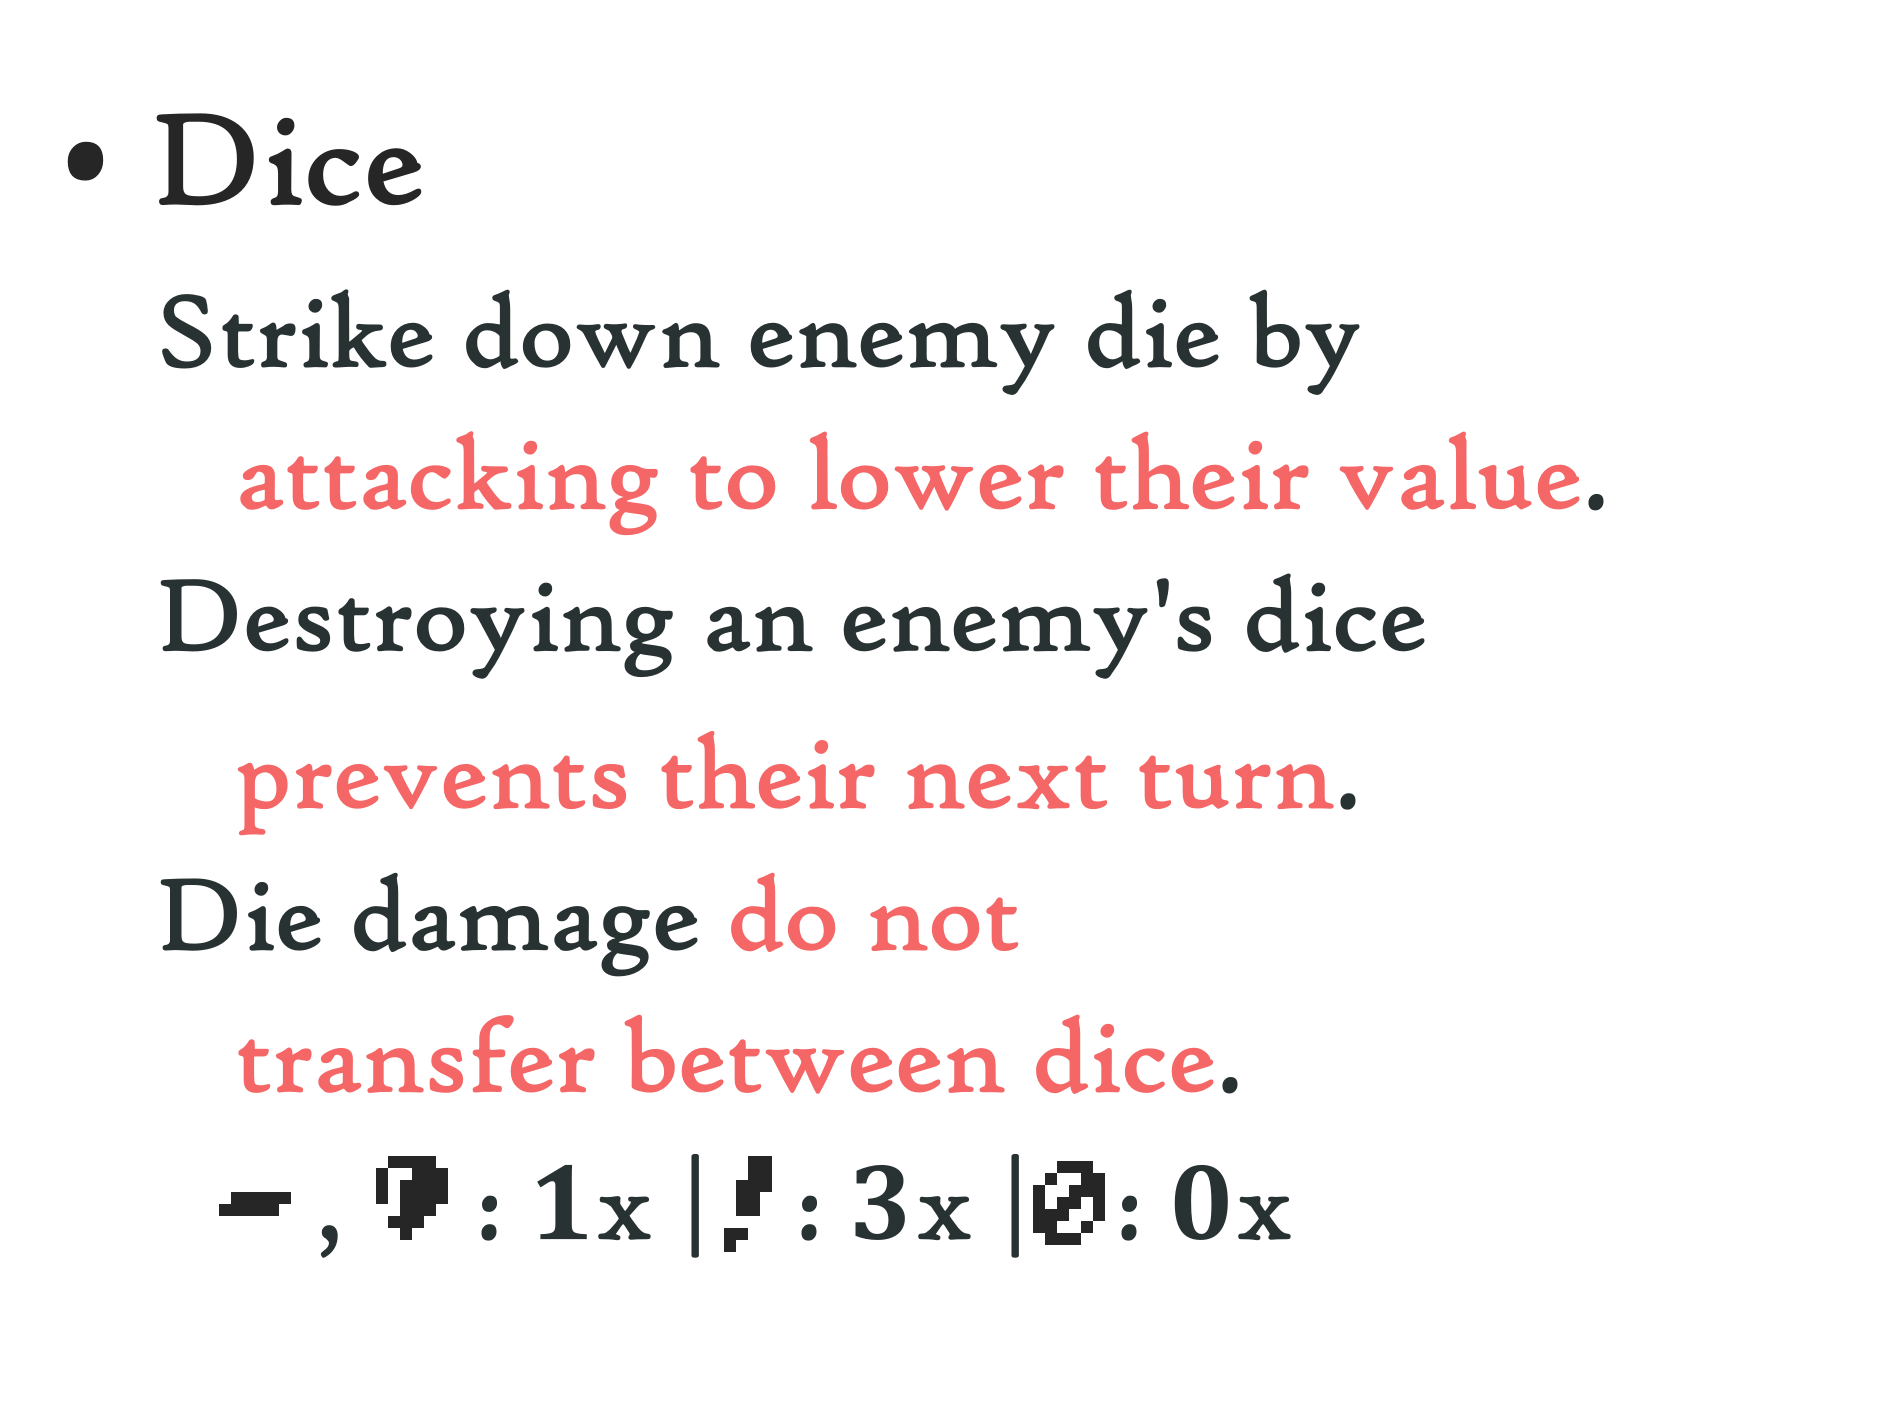 • Dice
Strike down enemy die by
attacking to lower their value.
Destroying an enemy's dice
prevents their next turn.
Die damage do not
transfer between dice.
– , : 1x | ! : 3x | : 0x